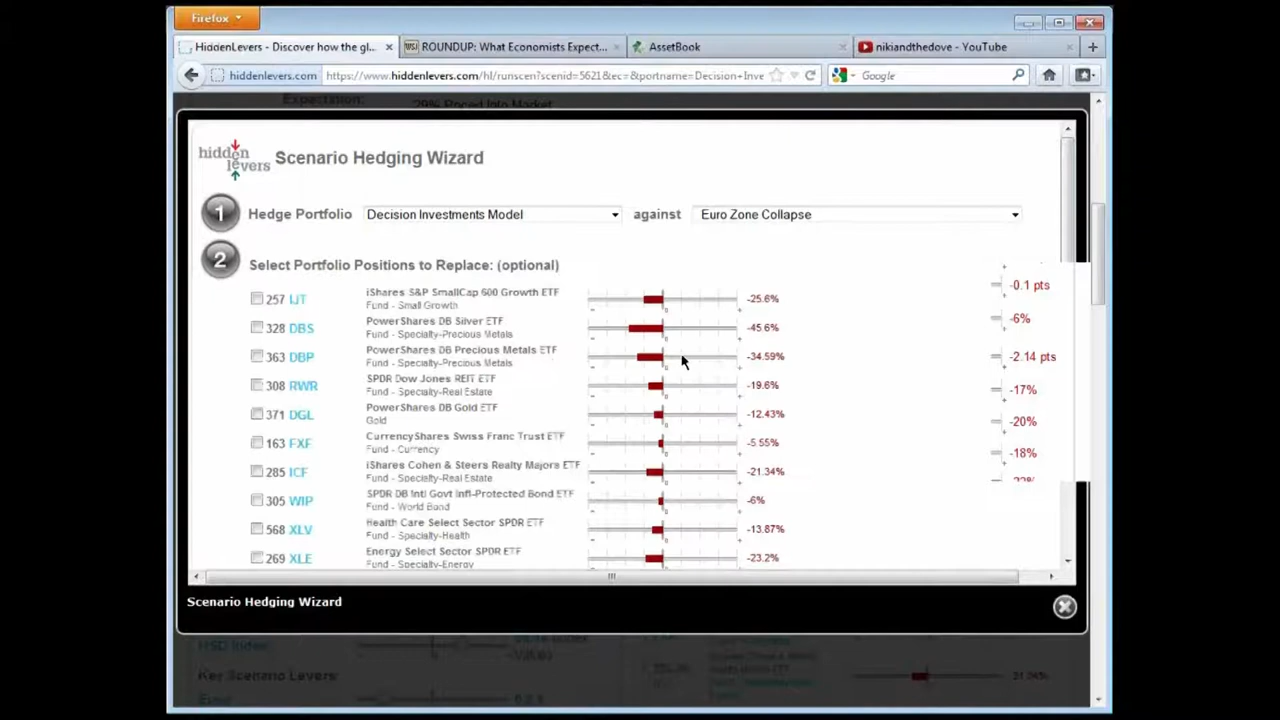 Firefox
HiddenLevers - Discover how the gl...
ROUNDUP: What Economists Expect...
AssetBook
nikiandthedove - YouTube
hiddenlevers.com
https://www.hiddenlevers.com/hl/runscen?scenid=5621&ec=&portname=Decision+Inve
Google
Expectation:
29% Priced Into Market
hidden levers
Scenario Hedging Wizard
1 Hedge Portfolio Decision Investments Model against Euro Zone Collapse
2 Select Portfolio Positions to Replace: (optional)
257 IJT iShares S&P SmallCap 600 Growth ETF -25.6%
Fund - Small Growth
328 DBS PowerShares DB Silver ETF -45.6%
Fund - Specialty-Precious Metals
363 DBP PowerShares DB Precious Metals ETF -34.59%
Fund - Specialty-Precious Metals
308 RWR SPDR Dow Jones REIT ETF -19.6%
Fund - Specialty-Real Estate
371 DGL PowerShares DB Gold ETF -12.43%
Gold
163 FXF CurrencyShares Swiss Franc Trust ETF -5.55%
Fund - Currency
285 ICF iShares Cohen & Steers Realty Majors ETF -21.34%
Fund - Specialty-Real Estate
305 WIP SPDR DB Intl Govt Infl-Protected Bond ETF -6%
Fund - World Bond
568 XLV Health Care Select Sector SPDR ETF -13.87%
Fund - Specialty-Health
269 XLE Energy Select Sector SPDR ETF -23.2%
Fund - Specialty-Energy
-0.1 pts
-6%
-2.14 pts
-17%
-20%
-18%
Scenario Hedging Wizard
USD Index
Key Scenario Levers:
Euro